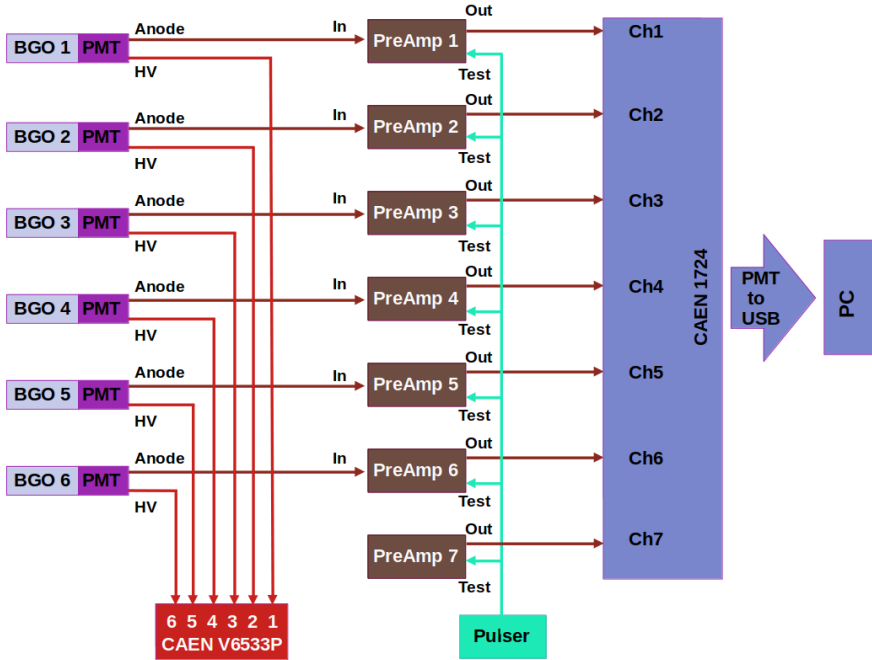 Out
Anode In
BGO 1 PMT PreAmp 1 Ch1
HV Test
Out
Anode In
BGO 2 PMT PreAmp 2 Ch2
HV Test
Out
Anode In
BGO 3 PMT PreAmp 3 Ch3
HV Test
Out
Anode In
BGO 4 PMT PreAmp 4 Ch4
HV Test
Out
Anode In
BGO 5 PMT PreAmp 5 Ch5
HV Test
Out
Anode In
BGO 6 PMT PreAmp 6 Ch6
HV Test
Out
PreAmp 7 Ch7
Test
CAEN 1724
PMT
to
USB
PC
6 5 4 3 2 1
CAEN V6533P
Pulser